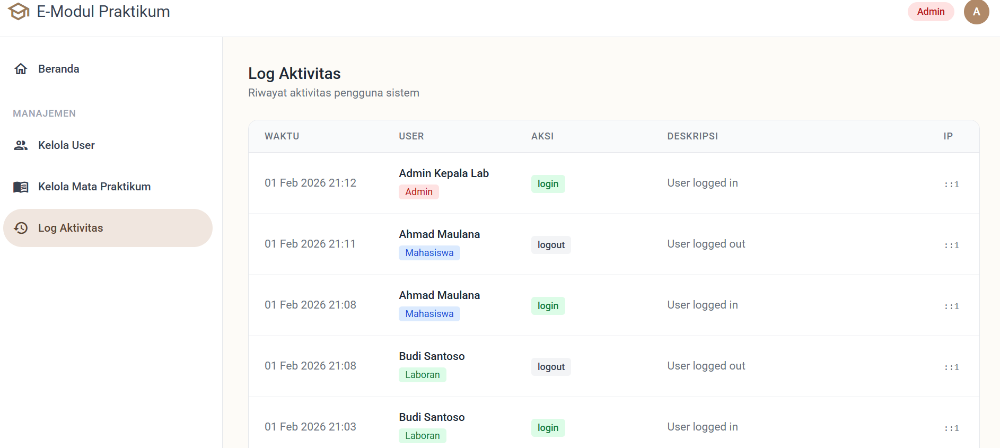 E-Modul Praktikum
Admin
A
Beranda
MANAJEMEN
Kelola User
Kelola Mata Praktikum
Log Aktivitas
Log Aktivitas
Riwayat aktivitas pengguna sistem
WAKTU USER AKSI DESKRIPSI IP
01 Feb 2026 21:12 Admin Kepala Lab Admin login User logged in ::1
01 Feb 2026 21:11 Ahmad Maulana Mahasiswa logout User logged out ::1
01 Feb 2026 21:08 Ahmad Maulana Mahasiswa login User logged in ::1
01 Feb 2026 21:08 Budi Santoso Laboran logout User logged out ::1
01 Feb 2026 21:03 Budi Santoso Laboran login User logged in ::1